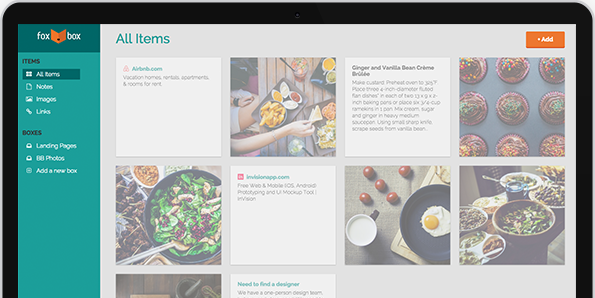 fox box
All Items
+ Add
ITEMS
All Items
Notes
Images
Links
BOXES
Landing Pages
BB Photos
Add a new box
Airbnb.com
Vacation homes, rentals, apartments,
& rooms for rent
Ginger and Vanilla Bean Crème
Brûlée
Make custard: Preheat oven to 325°F.
Place three 4-inch-diameter fluted
flan dishes* in each of two 13 x 9 x 2-
inch baking pans or place six 3/4-cup
ramekins in 1 pan. Mix cream, sugar
and ginger in heavy medium
saucepan. Using small sharp knife,
scrape seeds from vanilla bean.
invisionapp.com
Free Web & Mobile (iOS, Android)
Prototyping and UI Mockup Tool |
InVision
Need to find a designer
We have a one-person design team,